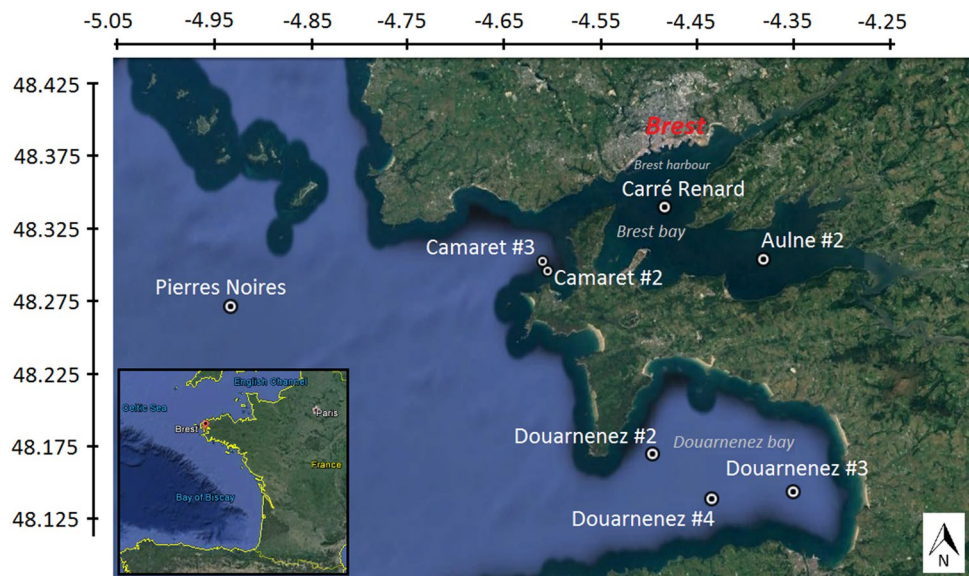 -5.05 -4.95 -4.85 -4.75 -4.65 -4.55 -4.45 -4.35 -4.25
48.425
48.375
48.325
48.275
48.225
48.175
48.125
Brest
Brest harbour
Carré Renard
Brest bay
Aulne #2
Camaret #3
Camaret #2
Pierres Noires
Douarnenez #2
Douarnenez bay
Douarnenez #3
Douarnenez #4
English Channel
Celtic Sea
Paris
Brest
France
Bay of Biscay
N